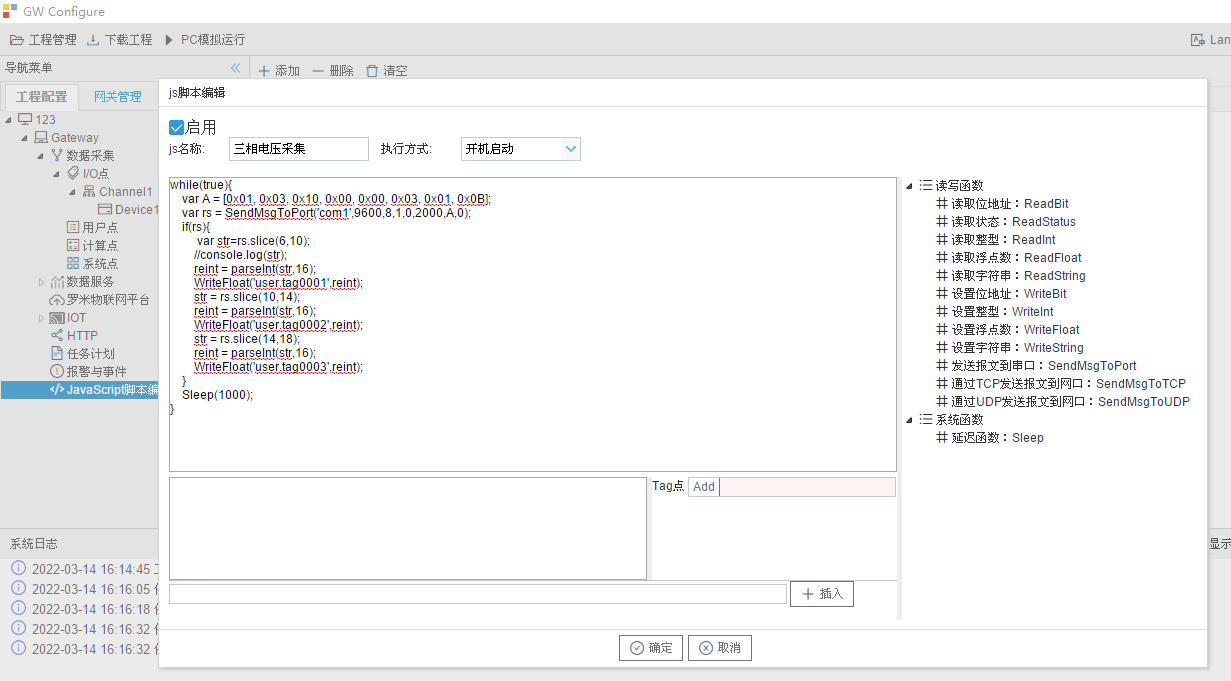 GW Configure
工程管理 下载工程 PC模拟运行 Lan
导航菜单 添加 删除 清空
工程配置 网关管理
123
Gateway
数据采集
I/O点
Channel1
Device1
用户点
计算点
系统点
数据服务
罗米物联网平台
IOT
HTTP
任务计划
报警与事件
JavaScript脚本编
js脚本编辑
启用
js名称: 三相电压采集 执行方式: 开机启动
while(true){
var A = [0x01, 0x03, 0x10, 0x00, 0x00, 0x03, 0x01, 0x0B];
var rs = SendMsgToPort('com1',9600,8,1,0,2000,A,0);
if(rs){
var str=rs.slice(6,10);
//console.log(str);
reint = parseInt(str,16);
WriteFloat('user.tag0001',reint);
str = rs.slice(10,14);
reint = parseInt(str,16);
WriteFloat('user.tag0002',reint);
str = rs.slice(14,18);
reint = parseInt(str,16);
WriteFloat('user.tag0003',reint);
}
Sleep(1000);
}
读写函数
读取位地址：ReadBit
读取状态：ReadStatus
读取整型：ReadInt
读取浮点数：ReadFloat
读取字符串：ReadString
设置位地址：WriteBit
设置整型：WriteInt
设置浮点数：WriteFloat
设置字符串：WriteString
发送报文到串口：SendMsgToPort
通过TCP发送报文到网口：SendMsgToTCP
通过UDP发送报文到网口：SendMsgToUDP
系统函数
延迟函数：Sleep
Tag点 Add
插入
确定 取消
系统日志 显示
2022-03-14 16:14:45
2022-03-14 16:16:05
2022-03-14 16:16:18
2022-03-14 16:16:32
2022-03-14 16:16:32